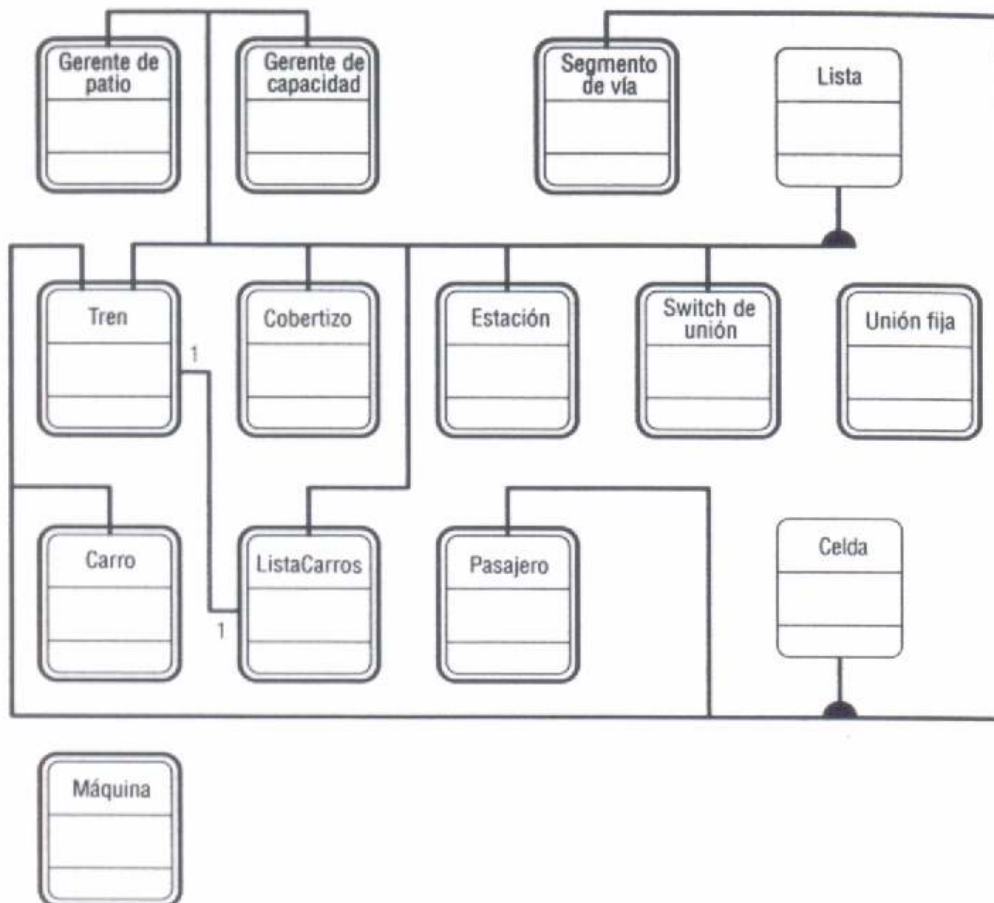 Gerente de
patio
Gerente de
capacidad
Segmento
de vía
Lista
Tren
Cobertizo
Estación
Switch de
unión
Unión fija
1
Carro
ListaCarros
Pasajero
Celda
1
Máquina